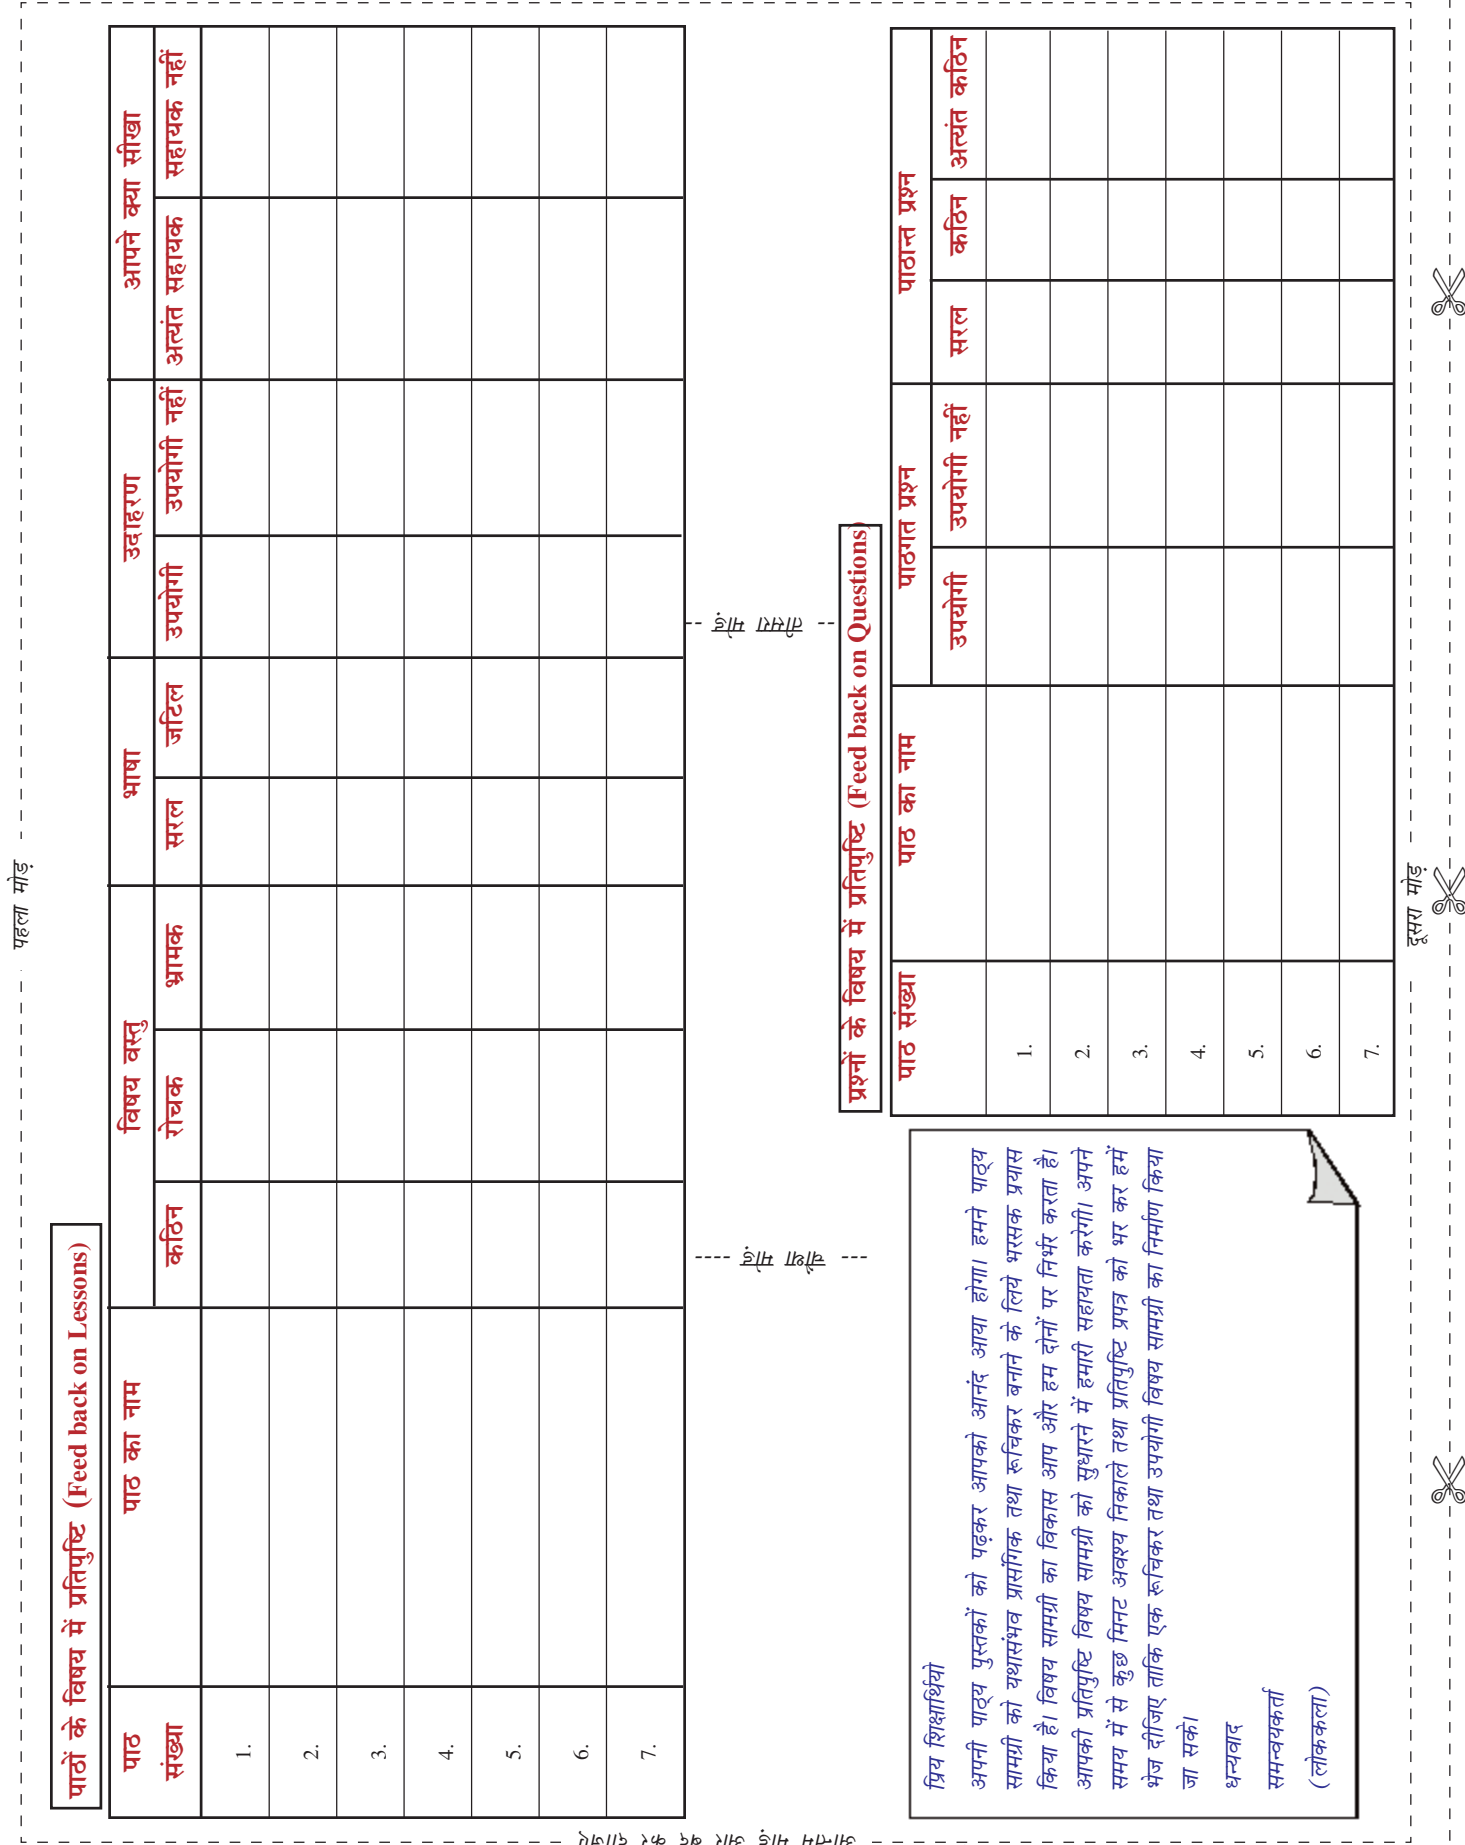 पहला मोड़
पाठों के विषय में प्रतिपुष्टि (Feed back on Lessons)
पाठ संख्या
पाठ का नाम
विषय वस्तु
भाषा
उदाहरण
आपने क्या सीखा
कठिन
रोचक
भ्रामक
सरल
जटिल
उपयोगी
उपयोगी नहीं
अत्यंत सहायक
सहायक नहीं
1.
2.
3.
4.
5.
6.
7.
चौथा मोड़
तीसरा मोड़
प्रिय शिक्षार्थियो
अपनी पाठ्य पुस्तकों को पढ़कर आपको आनंद आया होगा। हमने पाठ्य
सामग्री को यथासंभव प्रासंगिक तथा रूचिकर बनाने के लिये भरसक प्रयास
किया है। विषय सामग्री का विकास आप और हम दोनों पर निर्भर करता है।
आपकी प्रतिपुष्टि विषय सामग्री को सुधारने में हमारी सहायता करेगी। अपने
समय में से कुछ मिनट अवश्य निकाले तथा प्रतिपुष्टि प्रपत्र को भर कर हमें
भेज दीजिए ताकि एक रूचिकर तथा उपयोगी विषय सामग्री का निर्माण किया
जा सके।
धन्यवाद
समन्वयकर्ता
(लोककला)
प्रश्नों के विषय में प्रतिपुष्टि (Feed back on Questions)
पाठ संख्या
पाठ का नाम
पाठगत प्रश्न
पाठान्त प्रश्न
उपयोगी
उपयोगी नहीं
सरल
कठिन
अत्यंत कठिन
1.
2.
3.
4.
5.
6.
7.
दूसरा मोड़